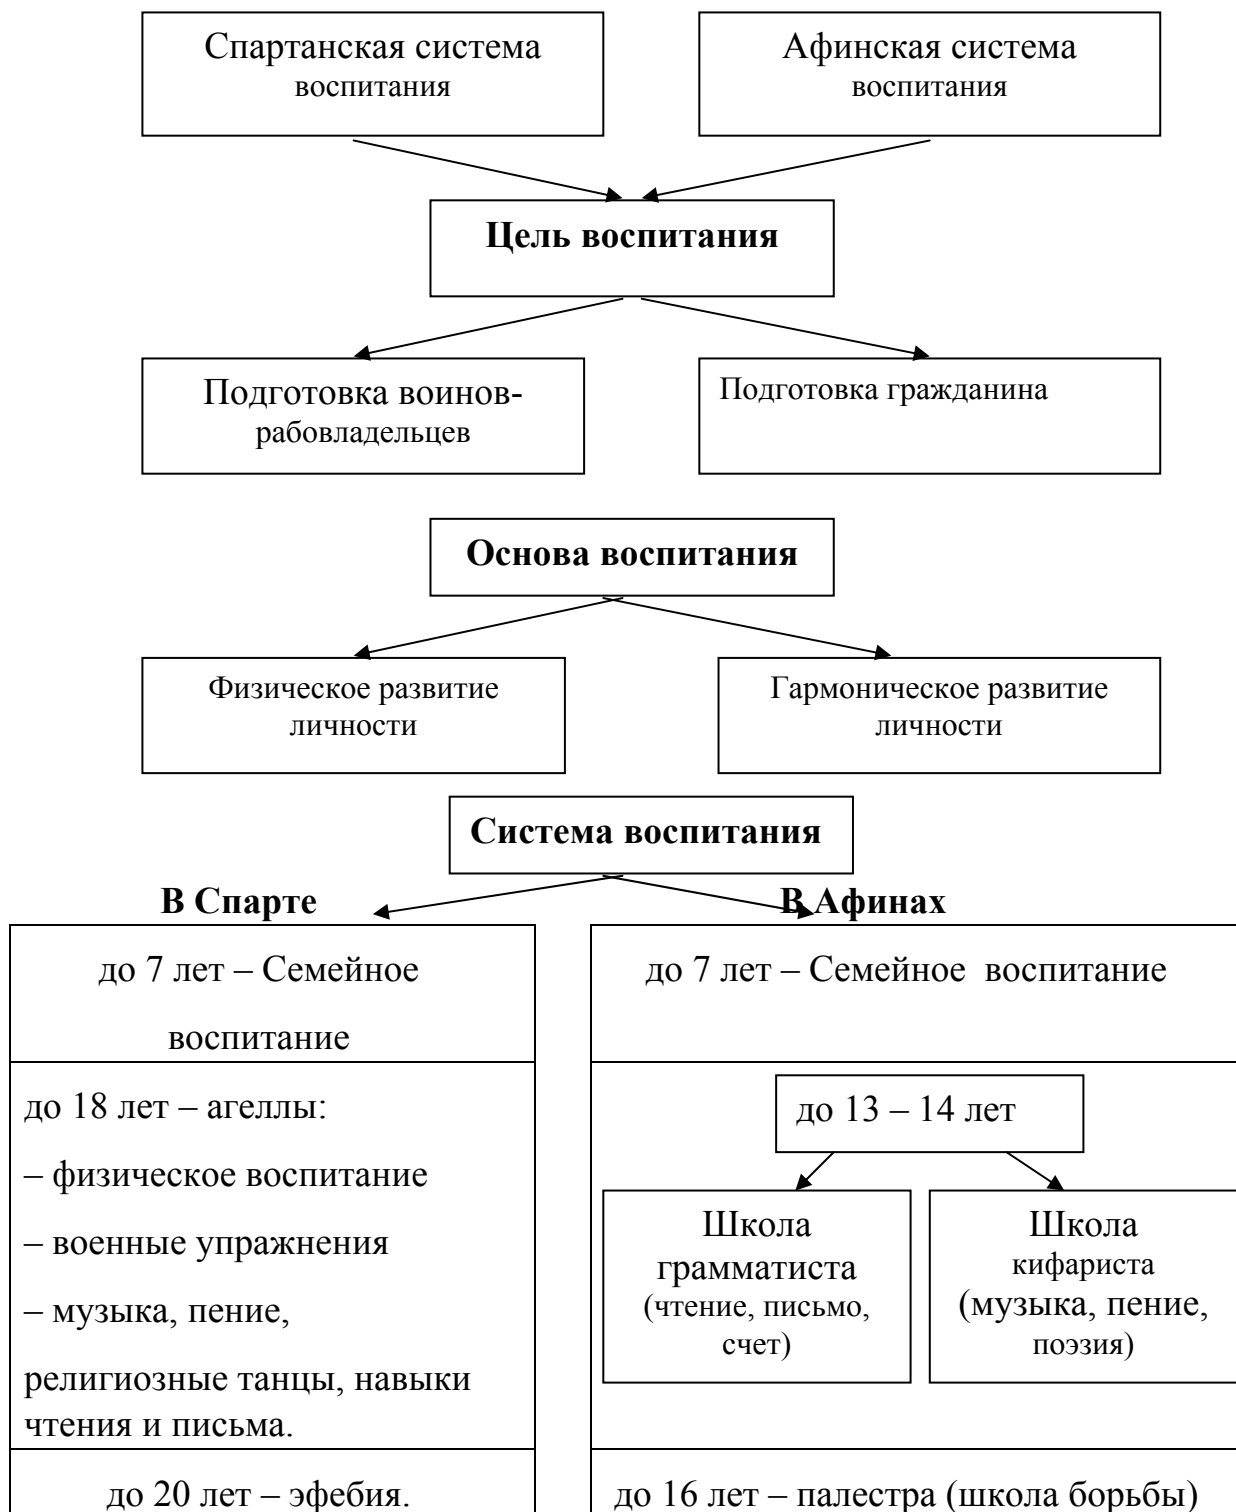 Спартанская система
воспитания
Афинская система
воспитания
Цель воспитания
Подготовка воинов-
рабовладельцев
Подготовка гражданина
Основа воспитания
Физическое развитие
личности
Гармоническое развитие
личности
Система воспитания
В Спарте
В Афинах
до 7 лет – Семейное
воспитание
до 18 лет – агеллы:
– физическое воспитание
– военные упражнения
– музыка, пение,
религиозные танцы, навыки
чтения и письма.
до 20 лет – эфебия.
до 7 лет – Семейное  воспитание
до 13 – 14 лет
Школа
грамматиста
(чтение, письмо,
счет)
Школа
кифариста
(музыка, пение,
поэзия)
до 16 лет – палестра (школа борьбы)